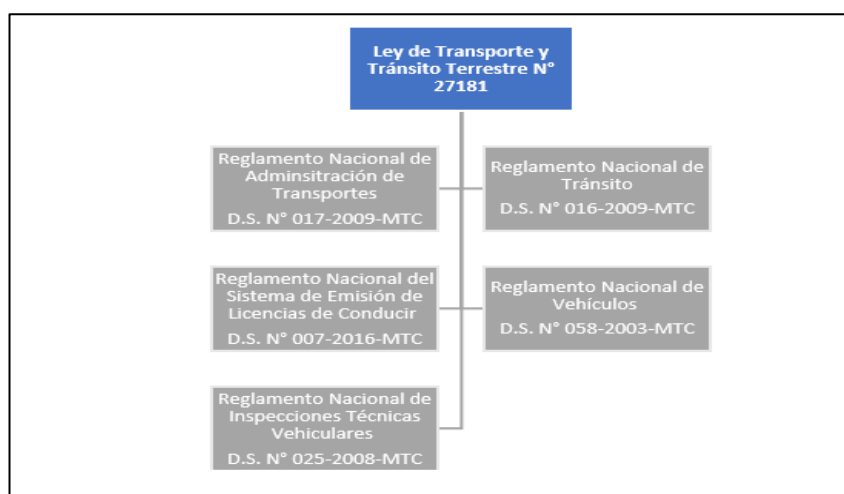 Ley de Transporte y
Tránsito Terrestre N°
27181
Reglamento Nacional de
Adminsitración de
Transportes
D.S. N° 017-2009-MTC
Reglamento Nacional de
Tránsito
D.S. N° 016-2009-MTC
Reglamento Nacional del
Sistema de Emisión de
Licencias de Conducir
D.S. N° 007-2016-MTC
Reglamento Nacional de
Vehículos
D.S. N° 058-2003-MTC
Reglamento Nacional de
Inspecciones Técnicas
Vehiculares
D.S. N° 025-2008-MTC